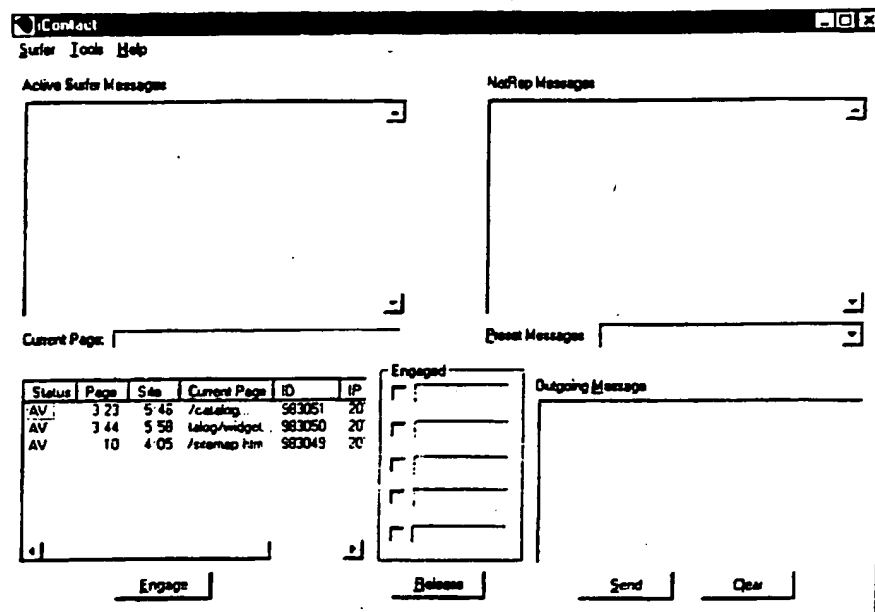 iContact
Surfer Tools Help
Active Surfer Messages
NetRep Messages
Current Page:
Preset Messages
Status Page Site Current Page ID IP
AV 3:23 5:46 /catalog... 983051 20
AV 3:44 5:58 talog/widget... 983050 20
AV 10 4:05 /sitemap.htm 983049 20
Engaged
Outgoing Message
Engage
Release
Send
Clear